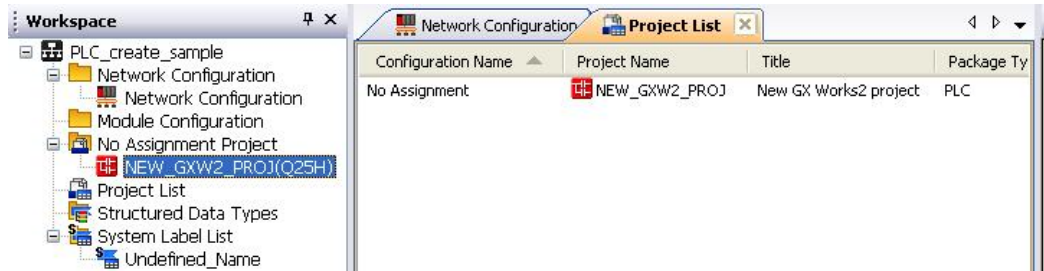 Workspace
PLC_create_sample
Network Configuration
Network Configuration
Module Configuration
No Assignment Project
NEW_GXW2_PROJ(Q25H)
Project List
Structured Data Types
System Label List
Undefined_Name
Network Configuration Project List
Configuration Name Project Name Title Package Ty
No Assignment NEW_GXW2_PROJ New GX Works2 project PLC